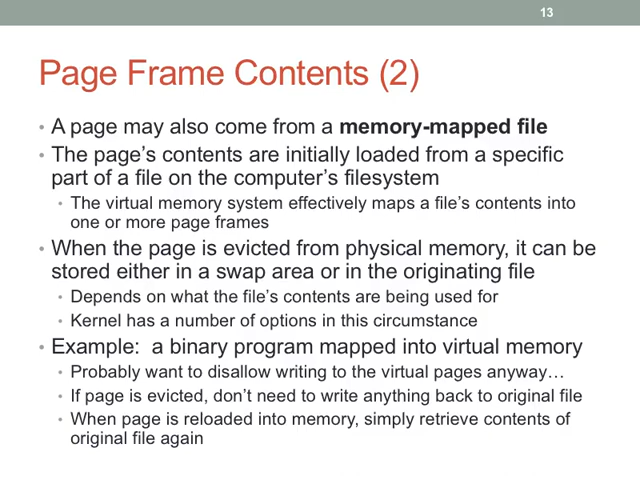 13
Page Frame Contents (2)
• A page may also come from a memory-mapped file
• The page’s contents are initially loaded from a specific
part of a file on the computer’s filesystem
• The virtual memory system effectively maps a file’s contents into
one or more page frames
• When the page is evicted from physical memory, it can be
stored either in a swap area or in the originating file
• Depends on what the file’s contents are being used for
• Kernel has a number of options in this circumstance
• Example:  a binary program mapped into virtual memory
• Probably want to disallow writing to the virtual pages anyway…
• If page is evicted, don’t need to write anything back to original file
• When page is reloaded into memory, simply retrieve contents of
original file again